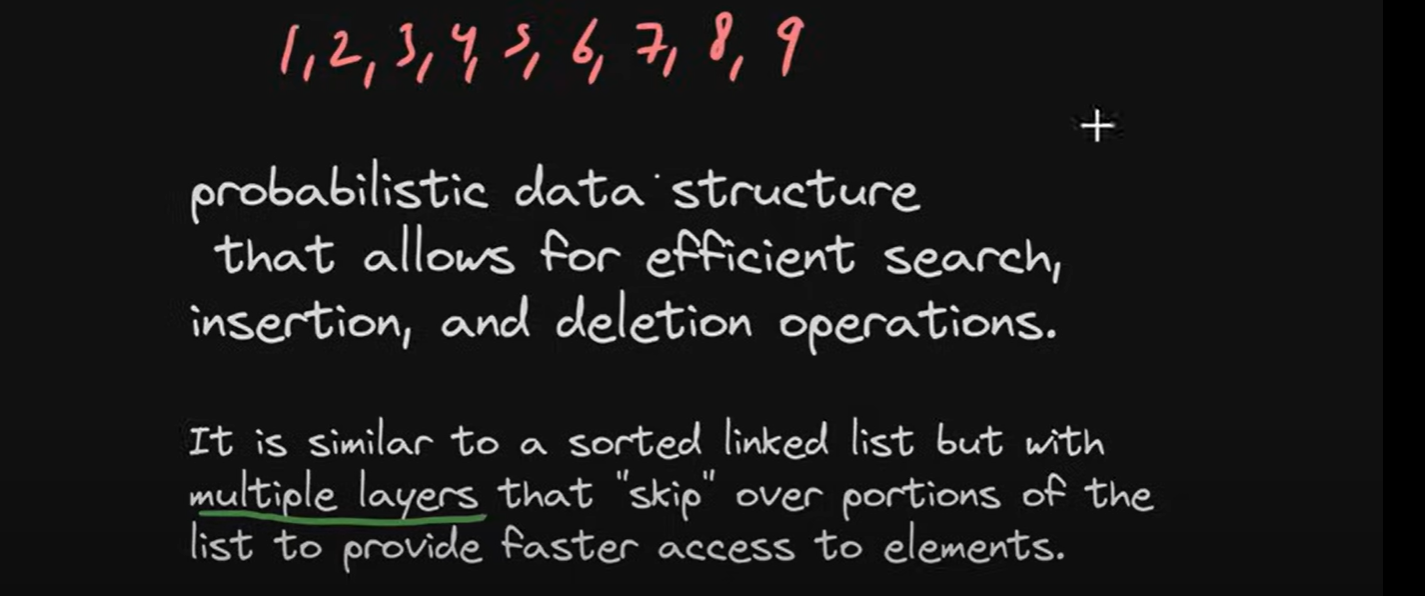 1, 2, 3, 4, 5, 6, 7, 8, 9
probabilistic data structure
that allows for efficient search,
insertion, and deletion operations.
It is similar to a sorted linked list but with
multiple layers that "skip" over portions of the
list to provide faster access to elements.